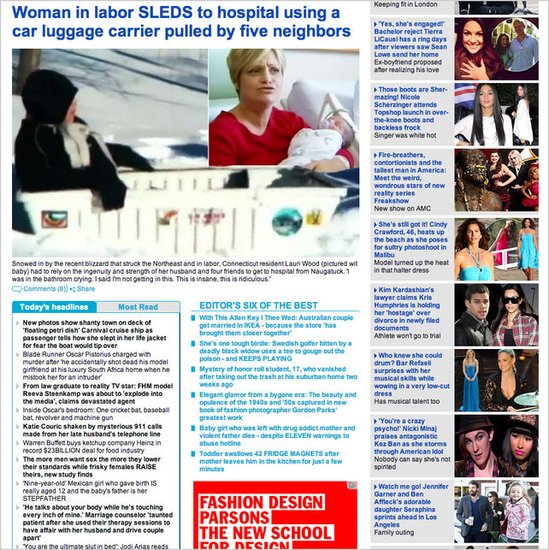 Woman in labor SLEDS to hospital using a
car luggage carrier pulled by five neighbors
Snowed in by the recent blizzard that struck the Northeast and in labor, Connecticut resident Lauri Wood (pictured wit
baby) had to rely on the ingenuity and strength of her husband and four friends to get to hospital from Naugatuck. 'I
was in the bathroom crying. I said I'm not getting in this. This is insane, this is ridiculous.'
Comments (6) | Share
Today's headlines
Most Read
New photos show shanty town on deck of
'floating petri dish' Carnival cruise ship as
passenger tells how she slept in her life jacket
for fear the boat would tip over
Blade Runner Oscar Pistorius charged with
murder after 'he accidentally shot dead his model
girlfriend at his luxury South Africa home when he
mistook her for an intruder'
From law graduate to reality TV star: FHM model
Reeva Steenkamp was about to 'explode into
the media', claims devastated agent
Inside Oscar's bedroom: One cricket bat, baseball
bat, revolver and machine gun
Katie Couric shaken by mysterious 911 calls
made from her late husband's telephone line
Warren Buffett buys ketchup company Heinz in
record $23BILLION deal for food industry
The more men want sex the more they lower
their standards while frisky females RAISE
theirs, new study finds
'Nine-year-old' Mexican girl who gave birth IS
really aged 12 and the baby's father is her
STEPFATHER
'He talks about your body while he's touching
every inch of mine.' Marriage counselor 'taunted
patient after she used their therapy sessions to
have affair with her husband and drive couple
apart'
'You are the ultimate slut in bed': Jodi Arias reads
EDITOR'S SIX OF THE BEST
With This Allen Key I Thee Wed: Australian couple
get married in IKEA - because the store 'has
brought them closer together'
She's one tough birdie: Swedish golfer bitten by a
deadly black widow uses a tee to gouge out the
poison - and KEEPS PLAYING
Mystery of honor roll student, 17, who vanished
after taking out the trash at his suburban home two
weeks ago
Elegant glamor from a bygone era: The beauty and
opulence of the 1940s and '50s captured in new
book of fashion photographer Gordon Parks'
greatest work
Baby girl who was left with drug addict mother and
violent father dies - despite ELEVEN warnings to
abuse hotline
Toddler swallows 42 FRIDGE MAGNETS after
mother leaves him in the kitchen for just a few
minutes
FASHION DESIGN
PARSONS
THE NEW SCHOOL
FOR DESIGN
Keeping fit in London
'Yes, she's engaged!'
Bachelor reject Tierra
LiCausi has a ring days
after viewers saw Sean
Lowe send her home
Ex-boyfriend proposed
after realizing his love
Those boots are Sher-
mazing! Nicole
Scherzinger attends
Topshop launch in over-
the-knee boots and
backless frock
Singer was white hot
Fire-breathers,
contortionists and the
tallest man in America:
Meet the weird,
wondrous stars of new
reality series
Freakshow
New show on AMC
She's still got it! Cindy
Crawford, 46, heats up
the beach as she poses
for sultry photoshoot in
Malibu
Model turned up the heat
in that halter dress
Kim Kardashian's
lawyer claims Kris
Humphries is holding
her 'hostage' over
divorce in newly filed
documents
Athlete won't go to trial
Who knew she could
drum? Bar Refaeli
surprises with her
musical skills while
wowing in a very low-cut
dress
Has musical talent too
'You're a crazy
psycho!' Nicki Minaj
praises antagonistic
Kez Ban as she storms
through American Idol
Nobody can say she's not
spirited
Watch me go! Jennifer
Garner and Ben
Affleck's adorable
daughter Seraphina
sprints ahead in Los
Angeles
Family outing